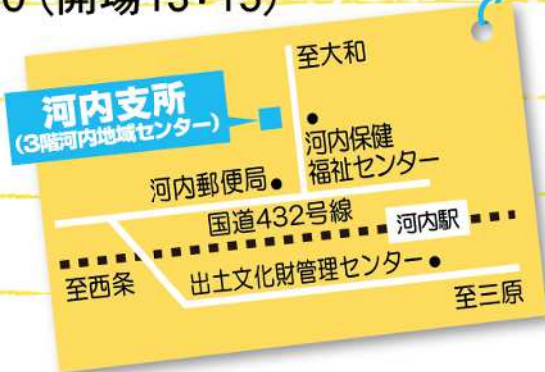 (開場13:15)
至大和
河内支所
(3階河内地域センター)
河内保健
福祉センター
河内郵便局
国道432号線
河内駅
至西条
出土文化財管理センター
至三原